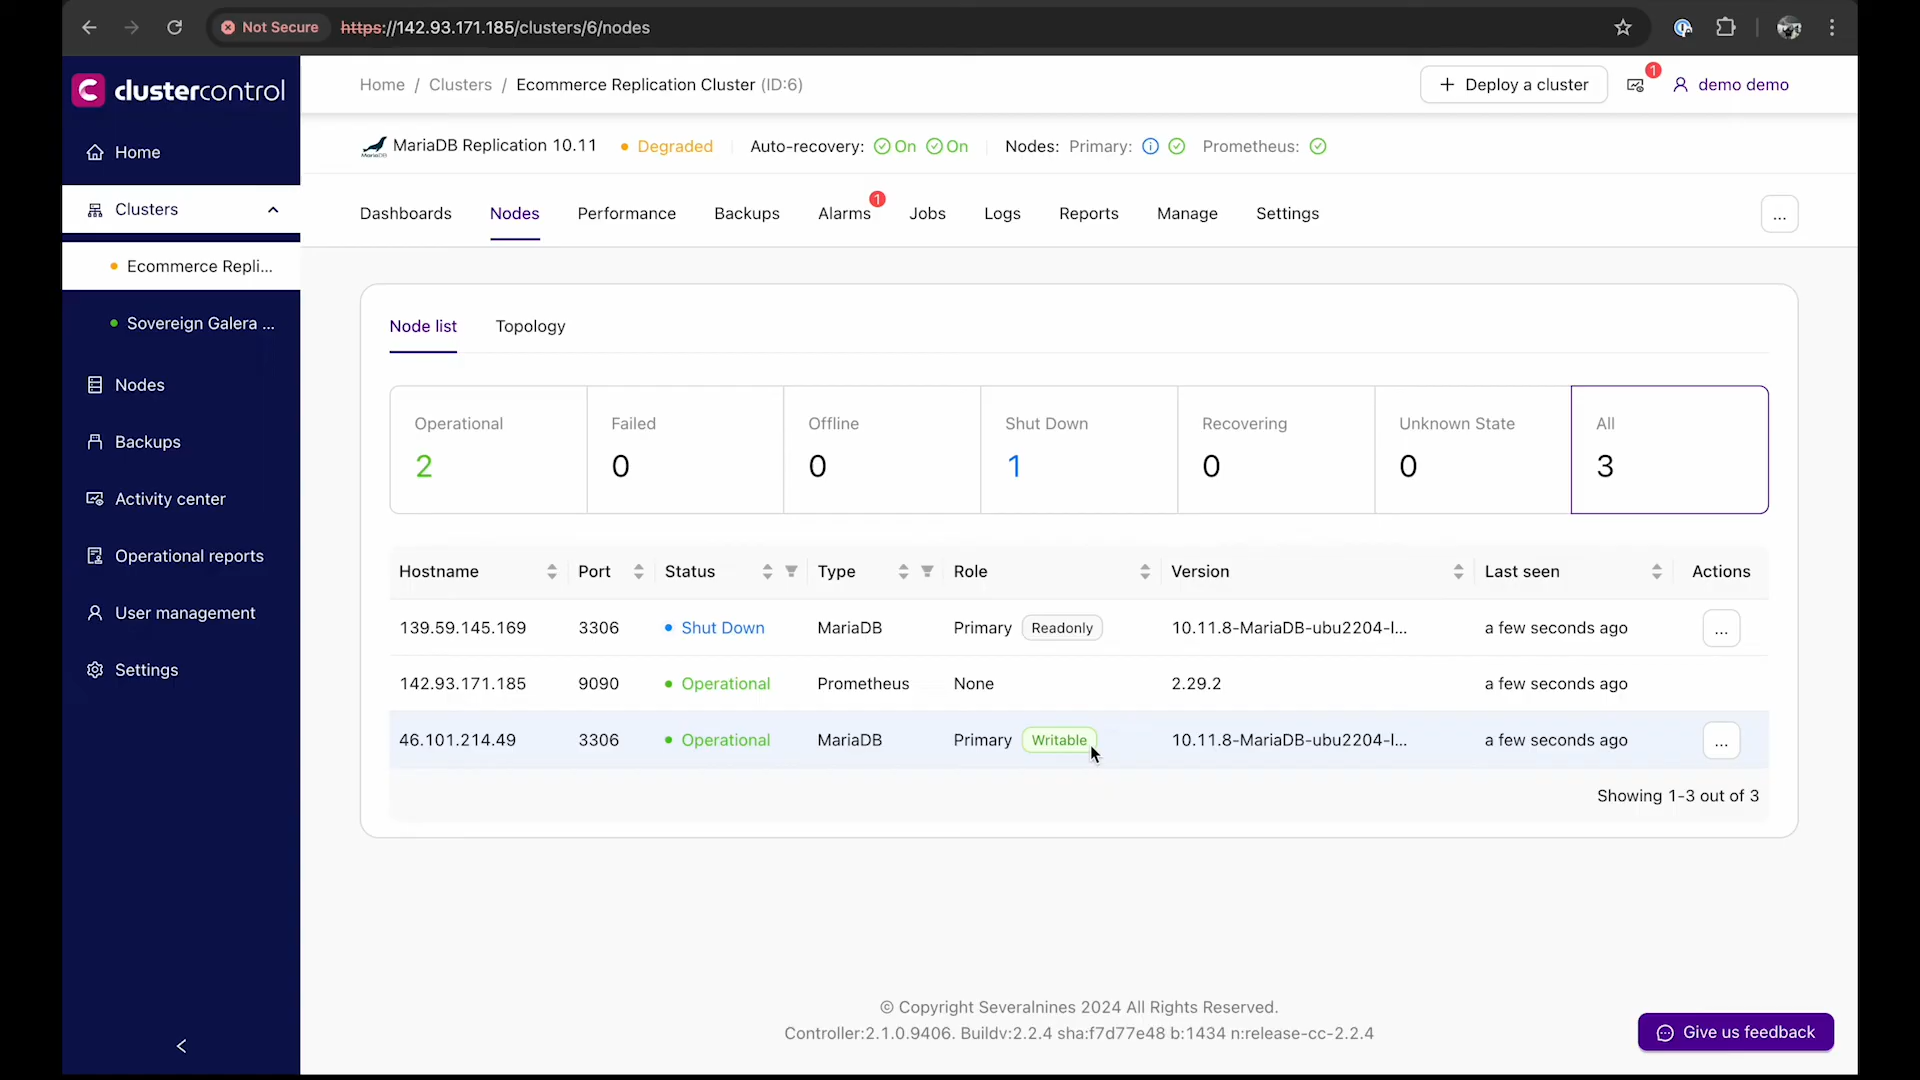 Not Secure https://142.93.171.185/clusters/6/nodes
clustercontrol
Home / Clusters / Ecommerce Replication Cluster (ID:6)
Deploy a cluster
1
demo demo
Home
Clusters
Ecommerce Repli...
Sovereign Galera ...
Nodes
Backups
Activity center
Operational reports
User management
Settings
MariaDB
MariaDB Replication 10.11 Degraded Auto-recovery: On On Nodes: Primary: Prometheus:
Dashboards Nodes Performance Backups Alarms 1 Jobs Logs Reports Manage Settings ...
Node list Topology
Operational Failed Offline Shut Down Recovering Unknown State All
2 0 0 1 0 0 3
Hostname Port Status Type Role Version Last seen Actions
139.59.145.169 3306 Shut Down MariaDB Primary Readonly 10.11.8-MariaDB-ubu2204-l... a few seconds ago ...
142.93.171.185 9090 Operational Prometheus None 2.29.2 a few seconds ago
46.101.214.49 3306 Operational MariaDB Primary Writable 10.11.8-MariaDB-ubu2204-l... a few seconds ago ...
Showing 1-3 out of 3
© Copyright Severalnines 2024 All Rights Reserved.
Controller:2.1.0.9406. Buildv:2.2.4 sha:f7d77e48 b:1434 n:release-cc-2.2.4
Give us feedback